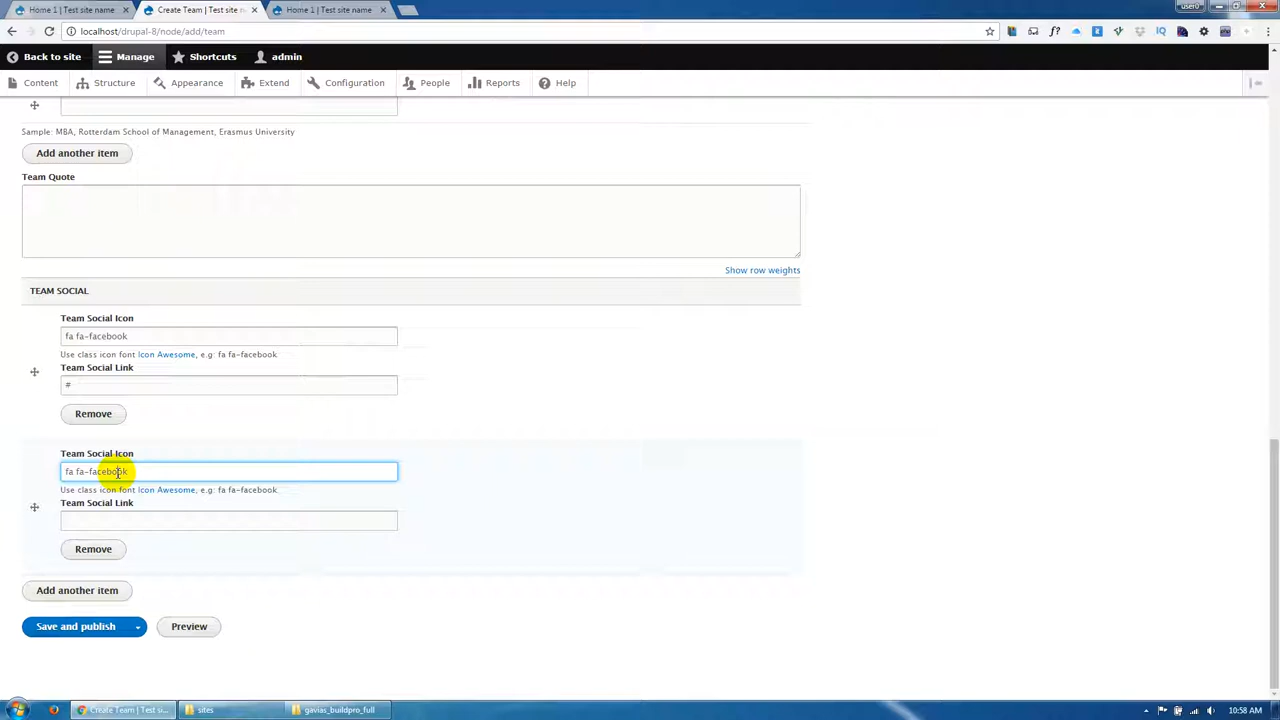 Home 1 | Test site name
Create Team | Test site n
Home 1 | Test site name
user0
localhost/drupal-8/node/add/team
Back to site
Manage
Shortcuts
admin
Content
Structure
Appearance
Extend
Configuration
People
Reports
Help
Sample: MBA, Rotterdam School of Management, Erasmus University
Add another item
Team Quote
Show row weights
TEAM SOCIAL
Team Social Icon
fa fa-facebook
Use class icon font Icon Awesome, e.g: fa fa-facebook
Team Social Link
#
Remove
Team Social Icon
fa fa-facebook
Use class icon font Icon Awesome, e.g: fa fa-facebook
Team Social Link
Remove
Add another item
Save and publish
Preview
Create Team | Test si...
sites
gavias_buildpro_full
10:58 AM